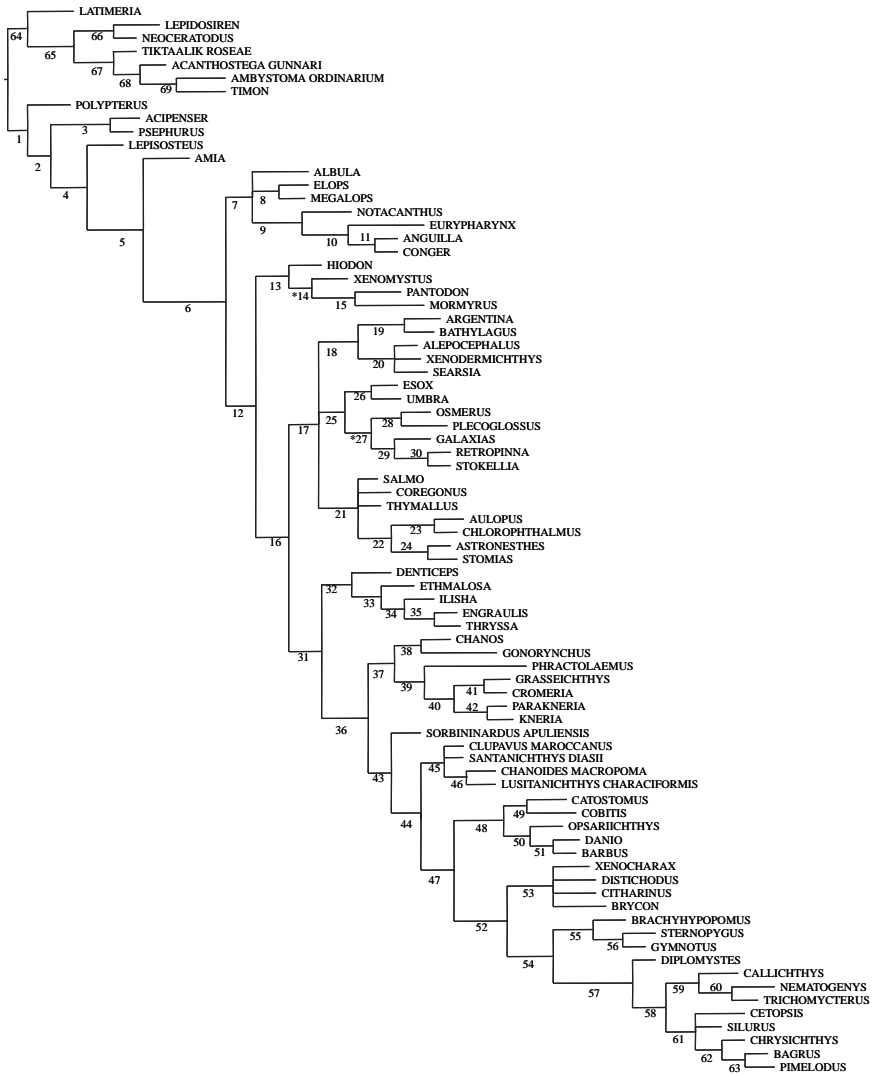 LATIMERIA
64
LEPIDOSIREN
66
NEOCERATODUS
65
TIKTAALIK ROSEAE
67
ACANTHOSTEGA GUNNARI
68
AMBYSTOMA ORDINARIUM
69
TIMON
POLYPTERUS
ACIPENSER
3
PSEPHURUS
1
LEPISOSTEUS
2
AMIA
ALBULA
4
ELOPS
8
MEGALOPS
7
NOTACANTHUS
EURYPHARYNX
9
ANGUILLA
5
10
11
CONGER
HIODON
XENOMYSTUS
13
PANTODON
*14
MORMYRUS
15
6
ARGENTINA
19
BATHYLAGUS
ALEPOCEPHALUS
18
XENODERMICHTHYS
20
SEARSIA
ESOX
26
UMBRA
OSMERUS
12
25
28
PLECOGLOSSUS
17
*27
GALAXIAS
29
30
RETROPINNA
STOKELLIA
SALMO
COREGONUS
THYMALLUS
21
AULOPUS
23
CHLOROPHTHALMUS
16
22
24
ASTRONESTHES
STOMIAS
DENTICEPS
32
ETHMALOSA
33
ILISHA
34
35
ENGRAULIS
THRYSSA
CHANOS
38
GONORYNCHUS
31
PHRACTOLAEMUS
37
GRASSEICHTHYS
39
41
CROMERIA
40
42
PARAKNERIA
KNERIA
36
SORBININARDUS APULIENSIS
CLUPAVUS MAROCCANUS
SANTANICHTHYS DIASII
45
CHANOIDES MACROPOMA
43
46
LUSITANICHTHYS CHARACIFORMIS
CATOSTOMUS
49
COBITIS
44
48
OPSARIICHTHYS
50
DANIO
51
BARBUS
XENOCHARAX
47
DISTICHODUS
53
CITHARINUS
BRYCON
BRACHYHYPOPOMUS
52
55
STERNOPYGUS
56
GYMNOTUS
54
DIPLOMYSTES
CALLICHTHYS
57
59
60
NEMATOGENYS
TRICHOMYCTERUS
58
CETOPSIS
SILURUS
61
CHRYSICHTHYS
62
BAGRUS
63
PIMELODUS